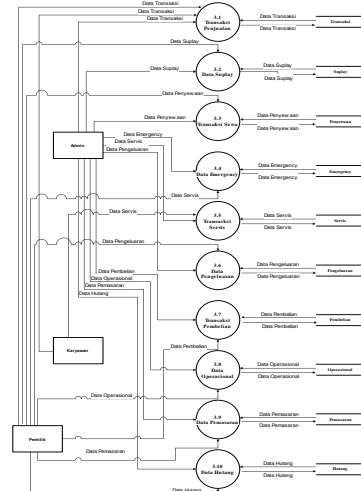 Data Transaksi
Data Transaksi
Data Transaksi
3.1
Transaksi
Penjualan
Data Transaksi
Data Transaksi
Transaksi
Data Suplay
Data Suplay
3.2
Data Suplay
Data Suplay
Data Suplay
Suplay
Data Penyewaan
Data Penyewaan
3.3
Transaksi Sewa
Data Penyewaan
Data Penyewaan
Penyewaan
Admin
Data Emergency
Data Servis
Data Pengeluaran
3.4
Data Emergency
Data Emergency
Data Emergency
Emergency
Data Servis
Data Servis
3.5
Transaksi
Servis
Data Servis
Data Servis
Servis
Data Pengeluaran
3.6
Data
Pengeluaran
Data Pengeluaran
Data Pengeluaran
Pengeluaran
Data Pembelian
Data Operasional
Data Pemasaran
Data Hutang
3.7
Transaksi
Pembelian
Data Pembelian
Data Pembelian
Pembelian
Karyawan
Data Pembelian
3.8
Data
Operasional
Data Operasional
Data Operasional
Operasional
Data Operasional
3.9
Data Pemasaran
Data Pemasaran
Data Pemasaran
Pemasaran
Pemilik
Data Pemasaran
3.10
Data Hutang
Data Hutang
Data Hutang
Hutang
Data Hutang